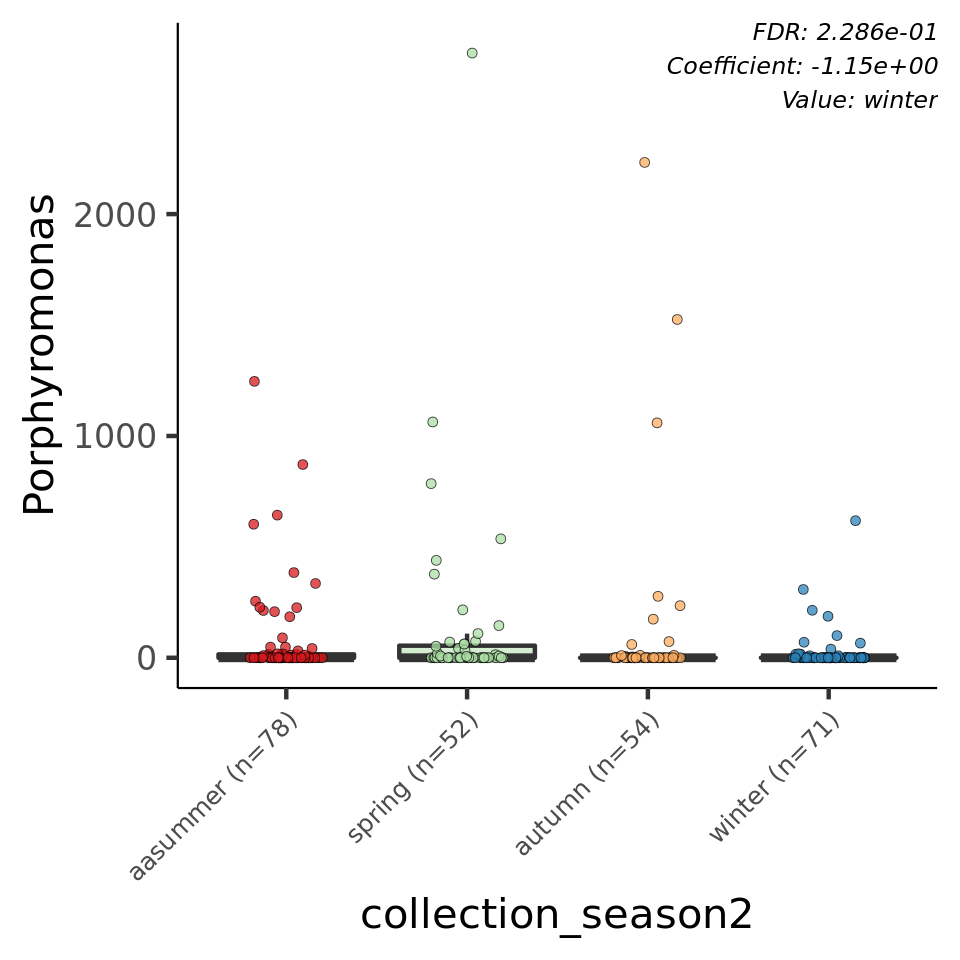 FDR: 2.286e-01
Coefficient: -1.15e+00
Value: winter
Porphyromonas
2000
1000
0
aasummer (n=78)
spring (n=52)
autumn (n=54)
winter (n=71)
collection_season2